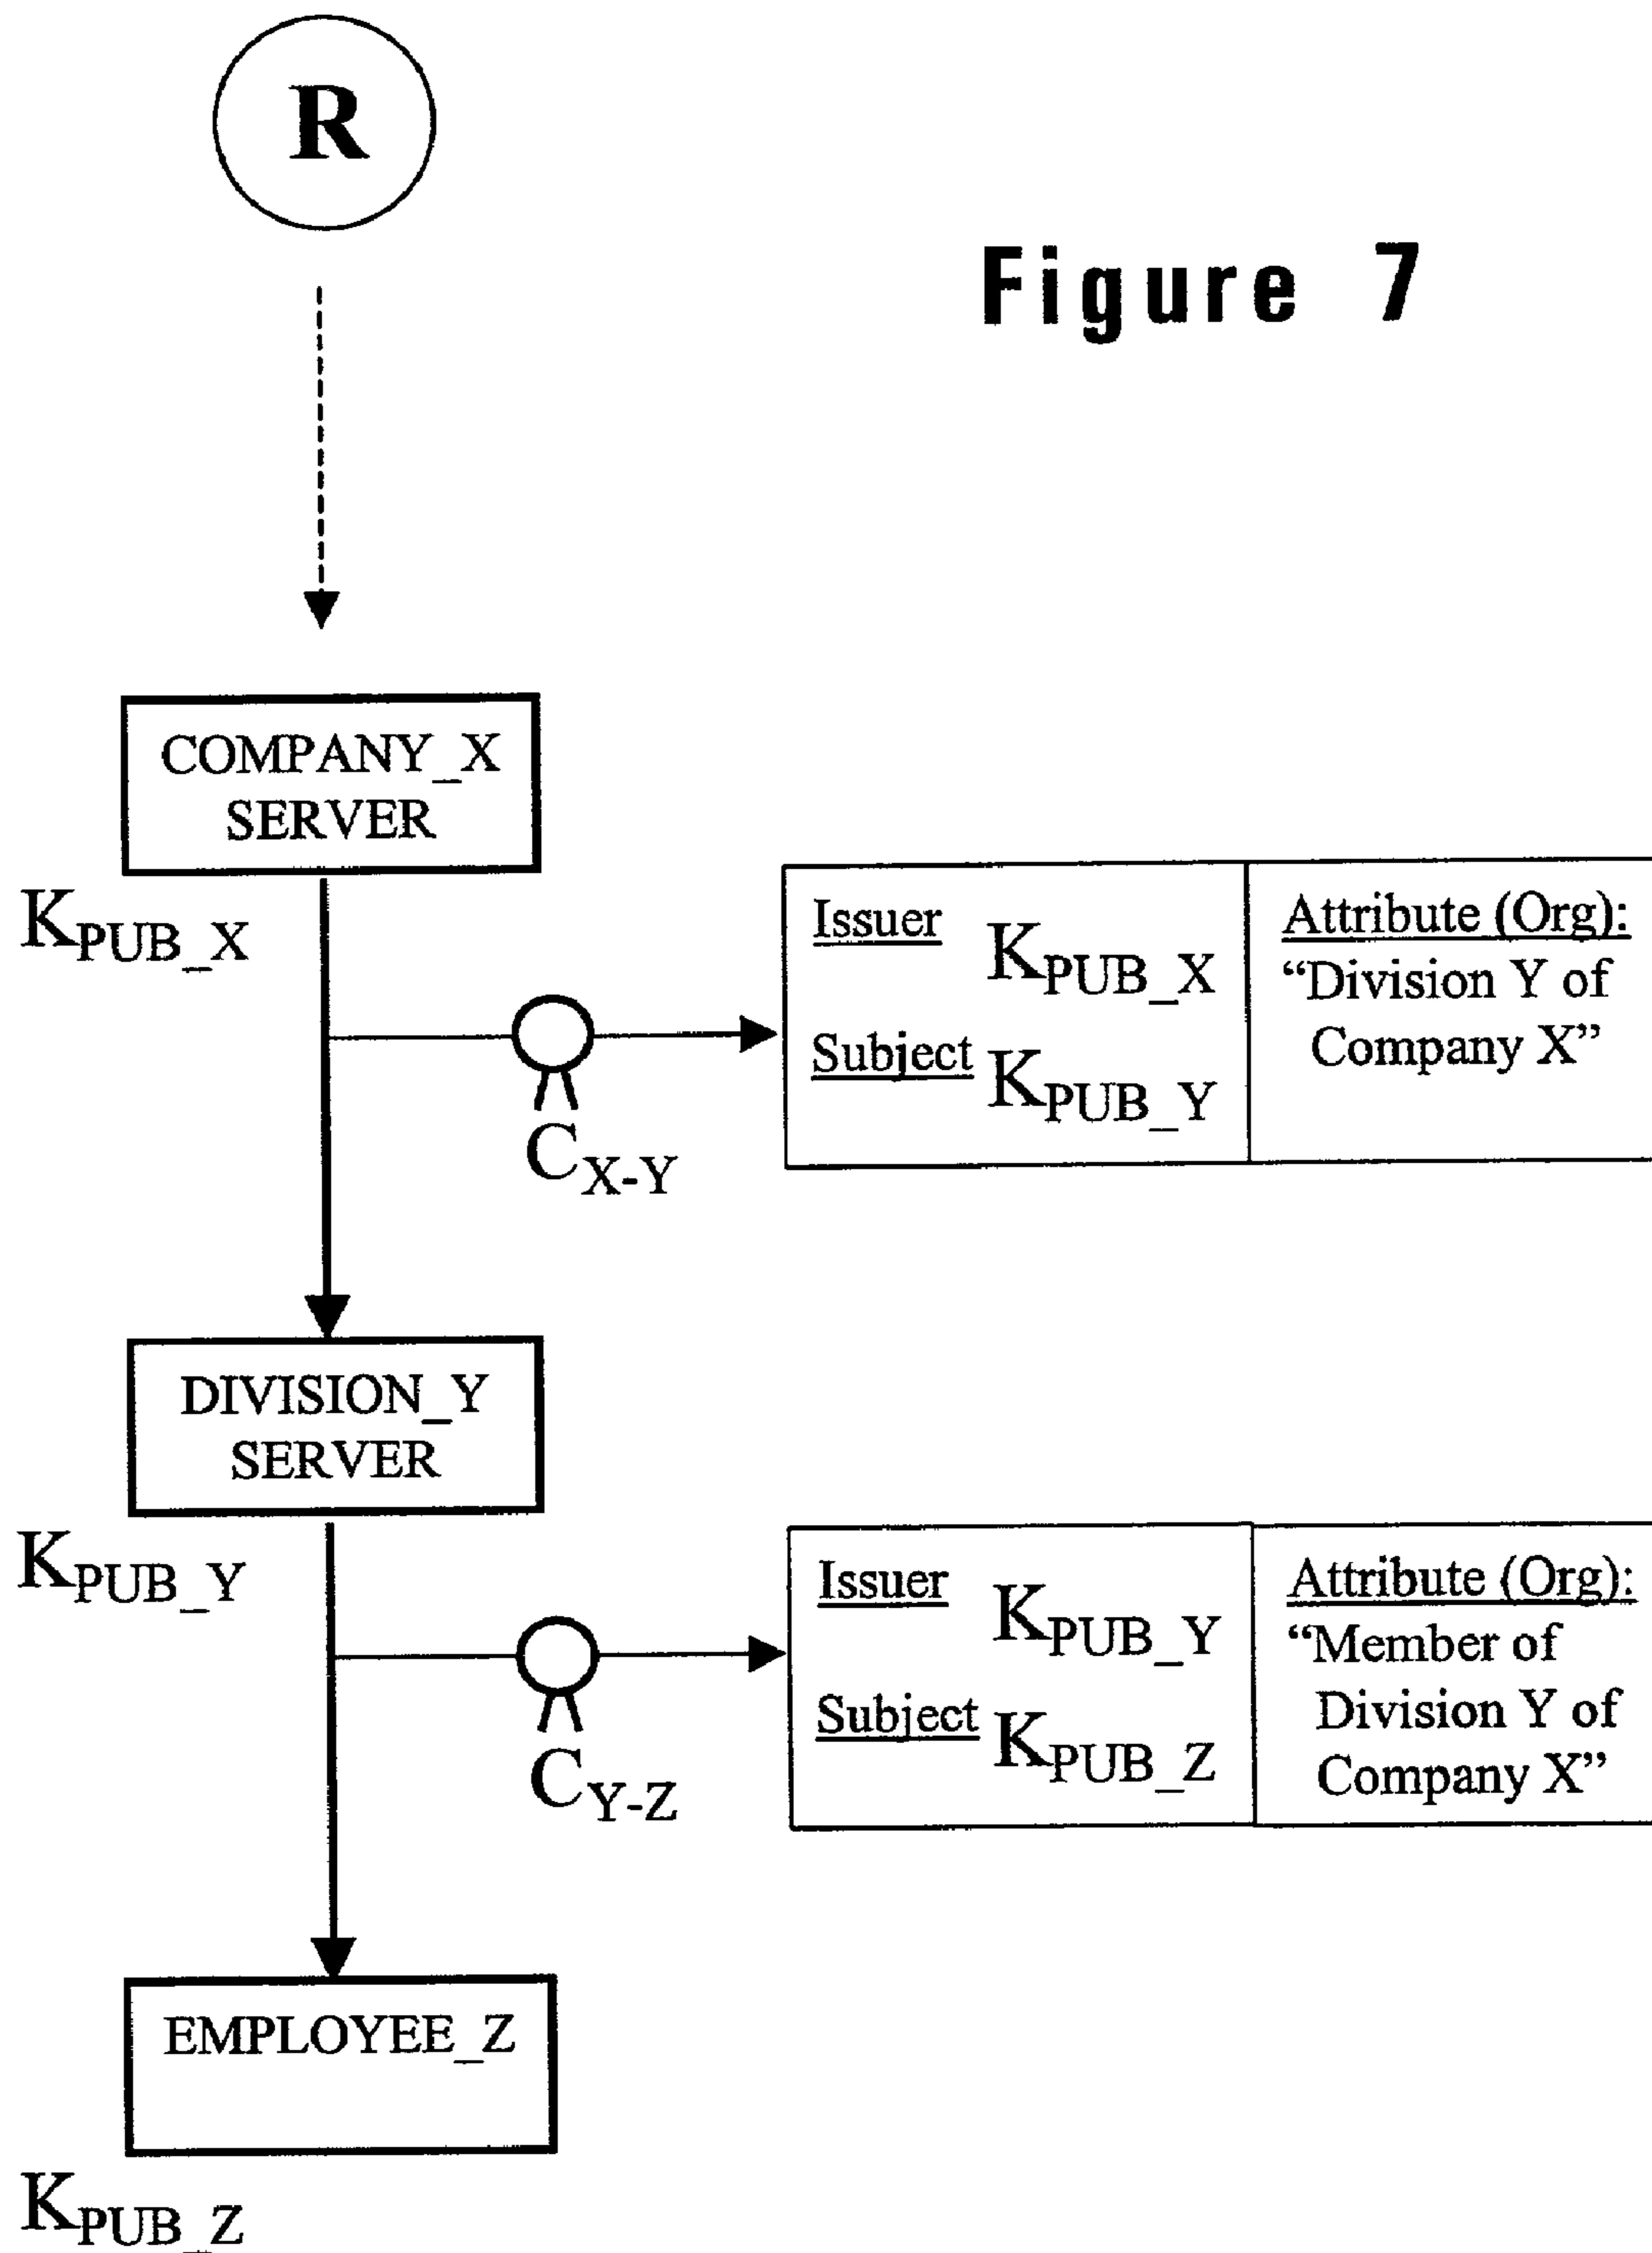 R
Figure 7
COMPANY_X
SERVER
KPUB_X
Issuer KPUB_X
Subject KPUB_Y
Attribute (Org):
“Division Y of
Company X”
CX-Y
DIVISION_Y
SERVER
KPUB_Y
Issuer KPUB_Y
Subject KPUB_Z
Attribute (Org):
“Member of
Division Y of
Company X”
CY-Z
EMPLOYEE_Z
KPUB_Z